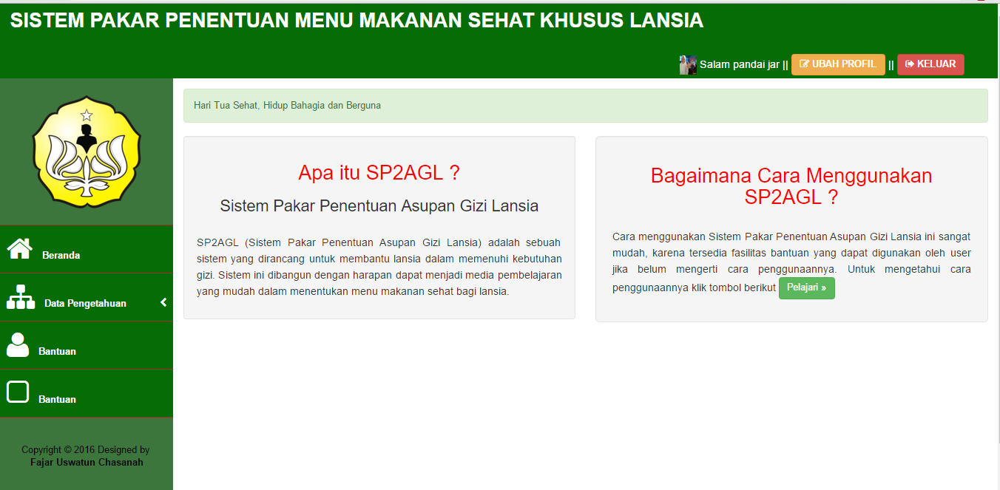 SISTEM PAKAR PENENTUAN MENU MAKANAN SEHAT KHUSUS LANSIA
Salam pandai jar || UBAH PROFIL || KELUAR
Hari Tua Sehat, Hidup Bahagia dan Berguna
Beranda
Data Pengetahuan
Bantuan
Bantuan
Copyright © 2016 Designed by
Fajar Uswatun Chasanah
Apa itu SP2AGL ?
Sistem Pakar Penentuan Asupan Gizi Lansia
SP2AGL (Sistem Pakar Penentuan Asupan Gizi Lansia) adalah sebuah
sistem yang dirancang untuk membantu lansia dalam memenuhi kebutuhan
gizi. Sistem ini dibangun dengan harapan dapat menjadi media pembelajaran
yang mudah dalam menentukan menu makanan sehat bagi lansia.
Bagaimana Cara Menggunakan
SP2AGL ?
Cara menggunakan Sistem Pakar Penentuan Asupan Gizi Lansia ini sangat
mudah, karena tersedia fasilitas bantuan yang dapat digunakan oleh user
jika belum mengerti cara penggunaannya. Untuk mengetahui cara
penggunaannya klik tombol berikut Pelajari »